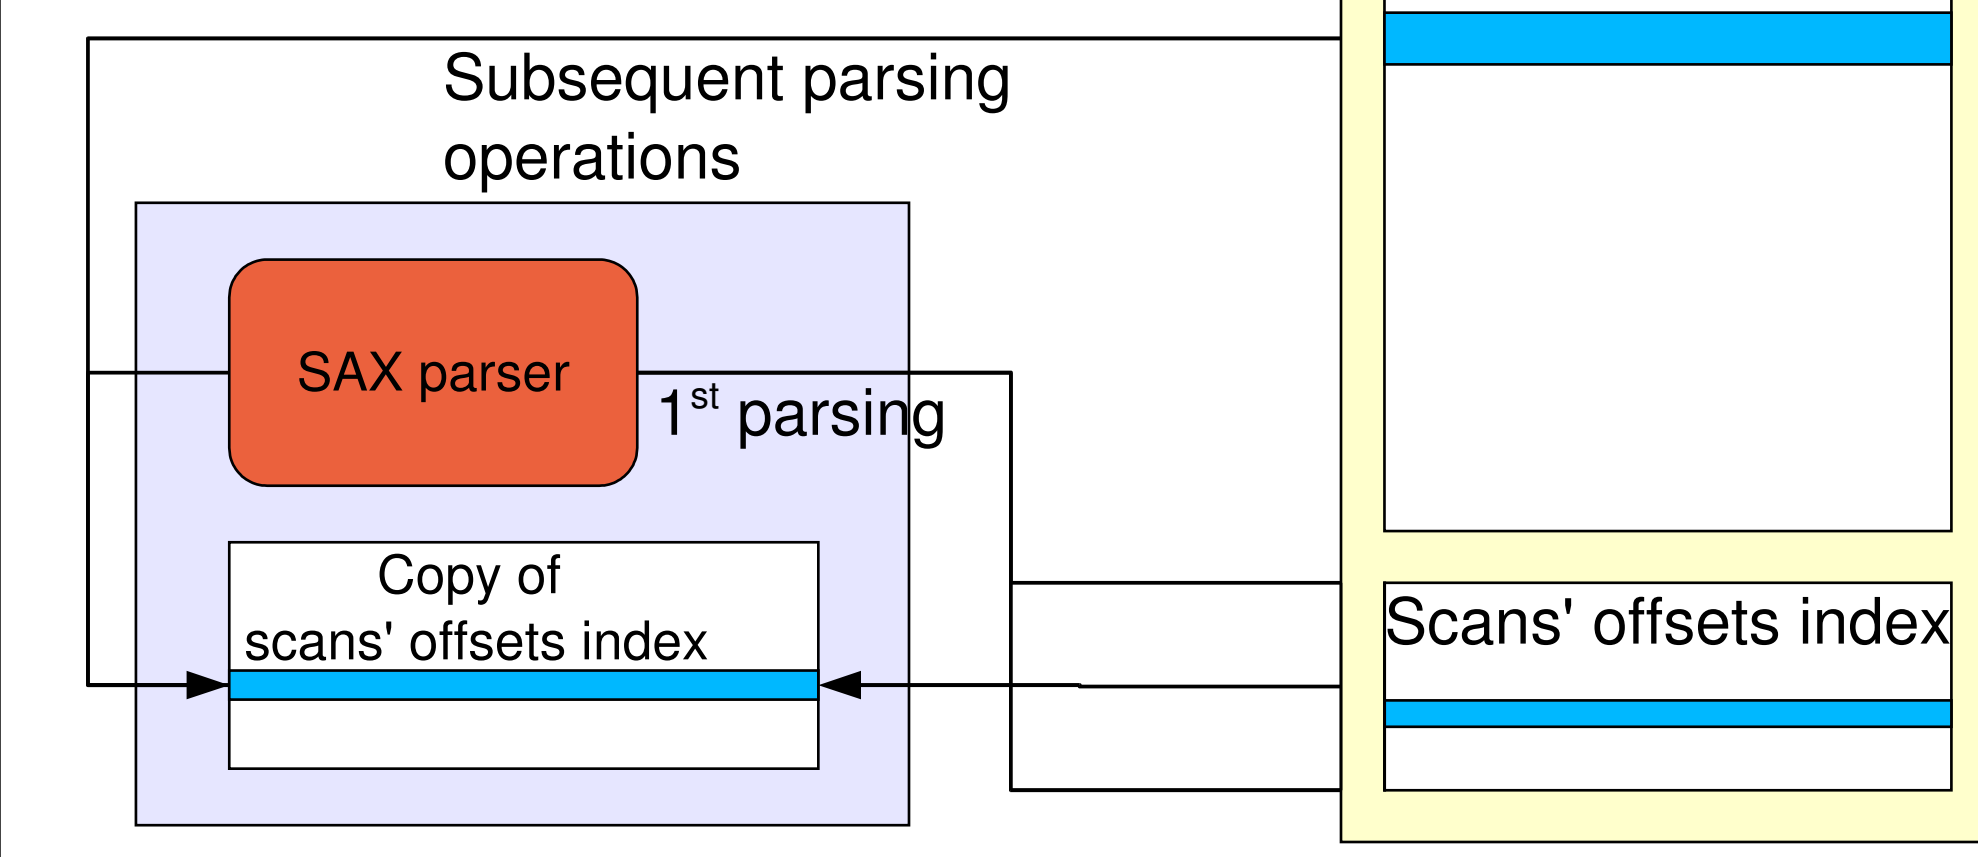 Subsequent parsing
operations
SAX parser
1st parsing
Copy of
scans' offsets index
Scans' offsets index